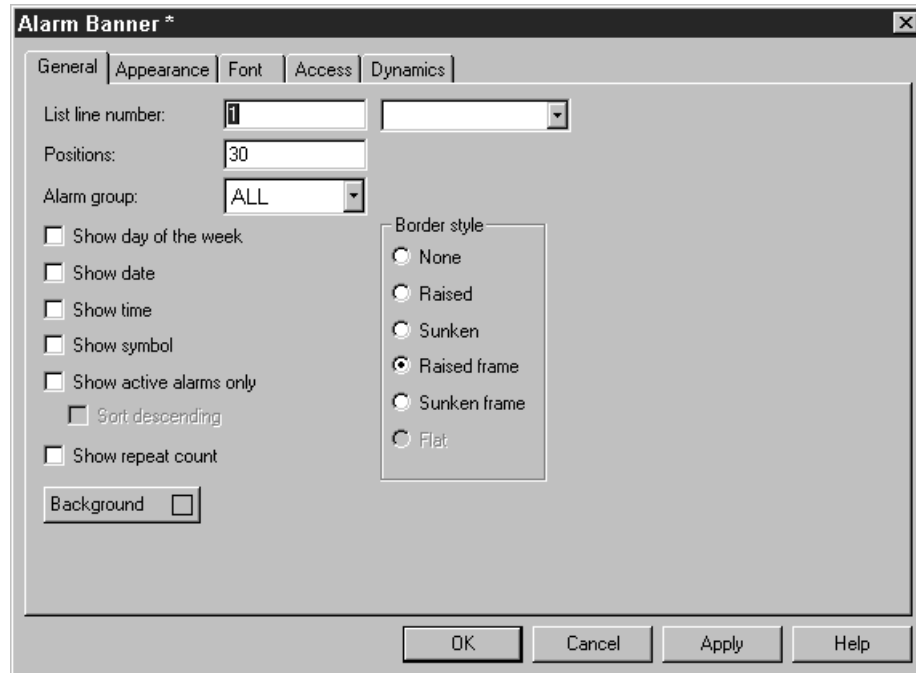 Alarm Banner *
General Appearance Font Access Dynamics
List line number: 1
Positions: 30
Alarm group: ALL
Show day of the week
Show date
Show time
Show symbol
Show active alarms only
Sort descending
Show repeat count
Background
Border style
None
Raised
Sunken
Raised frame
Sunken frame
Flat
OK Cancel Apply Help